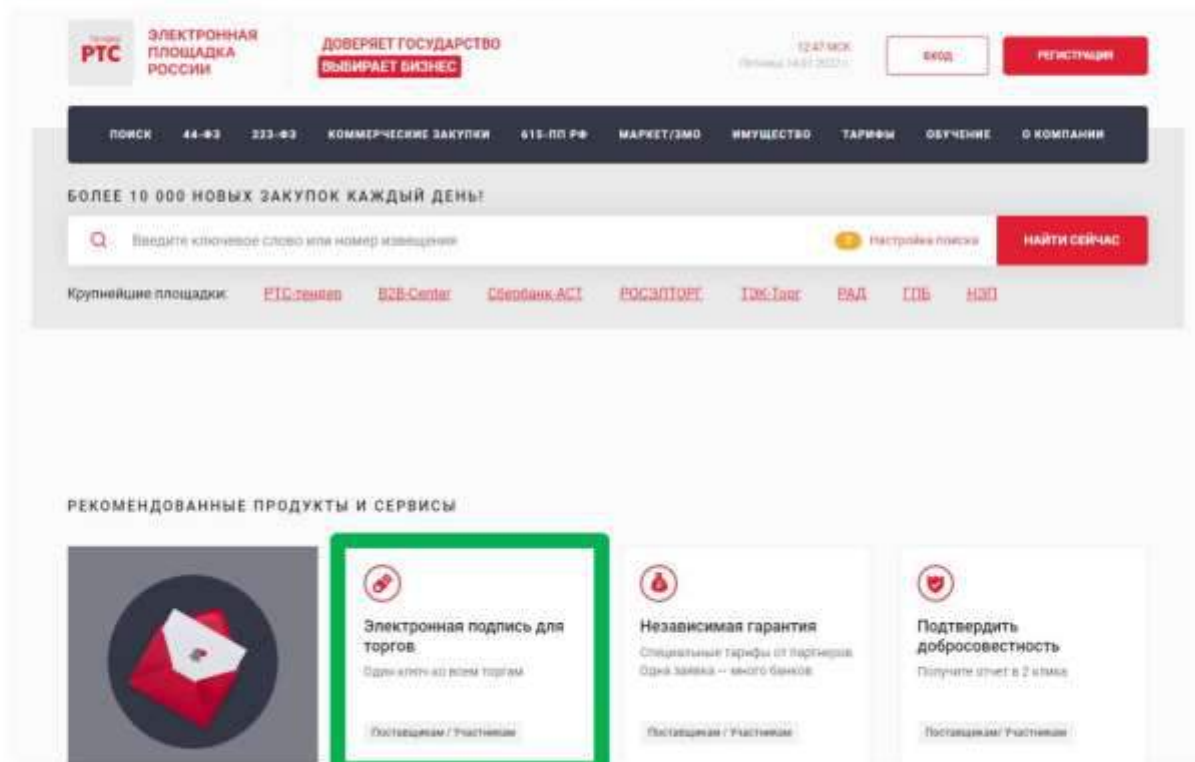 тендер
РТС
ЭЛЕКТРОННАЯ
ПЛОЩАДКА
РОССИИ
ДОВЕРЯЕТ ГОСУДАРСТВО
ВЫБИРАЕТ БИЗНЕС
12:47 МСК
ВХОД
РЕГИСТРАЦИЯ
ПОИСК 44-ФЗ 223-ФЗ КОММЕРЧЕСКИЕ ЗАКУПКИ 615-ПП РФ МАРКЕТ/ЗМО ИМУЩЕСТВО ТАРИФЫ ОБУЧЕНИЕ О КОМПАНИИ
БОЛЕЕ 10 000 НОВЫХ ЗАКУПОК КАЖДЫЙ ДЕНЬ!
Введите ключевое слово или номер извещения
Настройка поиска
НАЙТИ СЕЙЧАС
Крупнейшие площадки: РТС-тендер B2B-Center Сбербанк-АСТ РОСЭЛТОРГ ТЭК-Торг РАД ГПБ НЭП
РЕКОМЕНДОВАННЫЕ ПРОДУКТЫ И СЕРВИСЫ
Электронная подпись для
торгов
Один ключ ко всем торгам
Поставщикам / Участникам
Независимая гарантия
Специальные тарифы от партнеров
Одна заявка — много банков
Поставщикам / Участникам
Подтвердить
добросовестность
Получите отчет в 2 клика
Поставщикам/ Участникам